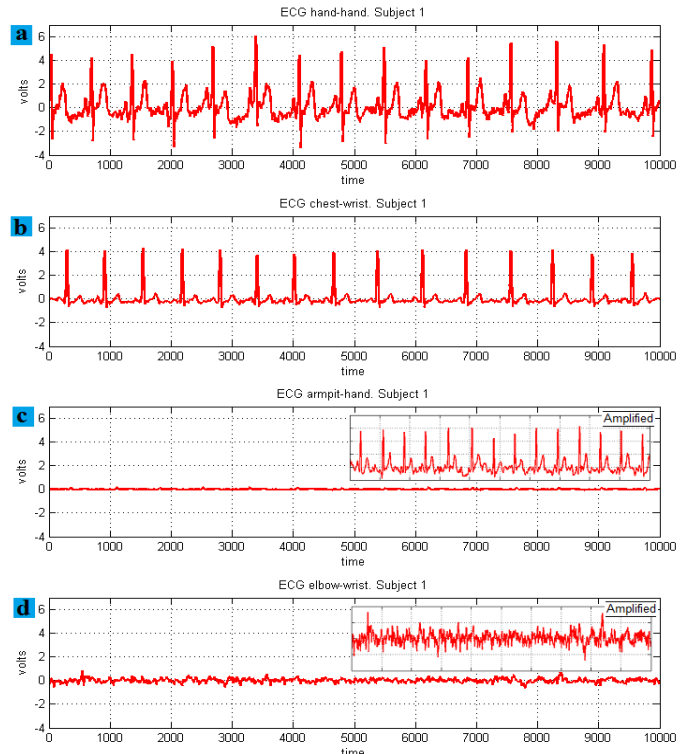 ECG hand-hand. Subject 1
a
6
4
2
0
-2
-4
volts
0 1000 2000 3000 4000 5000 6000 7000 8000 9000 10000
time
ECG chest-wrist. Subject 1
b
6
4
2
0
-2
-4
volts
0 1000 2000 3000 4000 5000 6000 7000 8000 9000 10000
time
ECG armpit-hand. Subject 1
c
Amplified
6
4
2
0
-2
-4
volts
0 1000 2000 3000 4000 5000 6000 7000 8000 9000 10000
time
ECG elbow-wrist. Subject 1
d
Amplified
6
4
2
0
-2
-4
volts
0 1000 2000 3000 4000 5000 6000 7000 8000 9000 10000
time